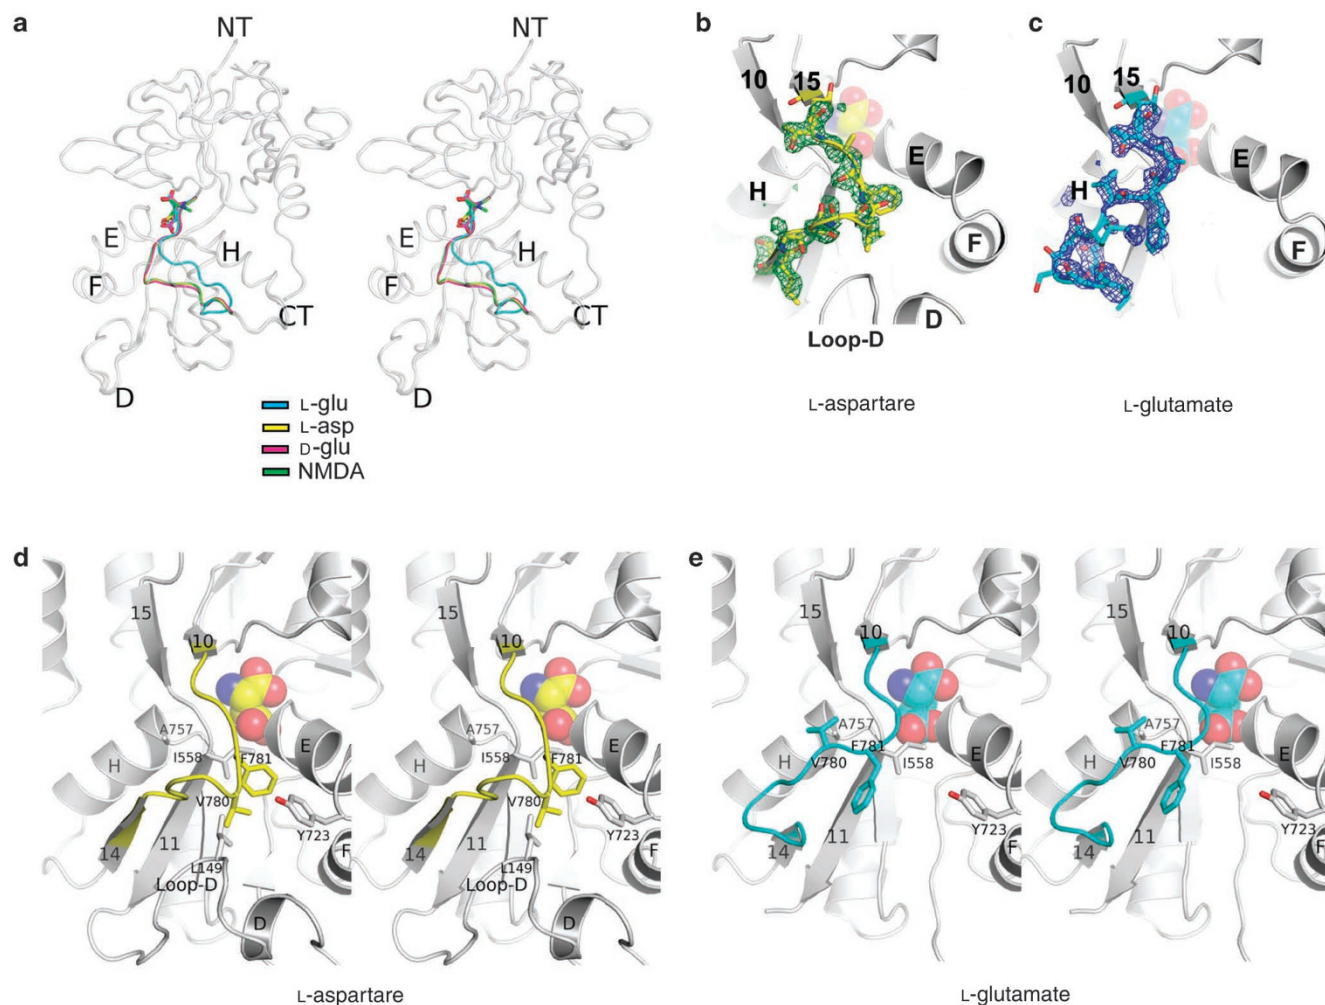 a
NT
NT
E
H
F
CT
D
E
H
F
CT
D
L-glu
L-asp
D-glu
NMDA
b
10
15
E
H
F
D
Loop-D
L-aspartare
c
10
15
E
H
F
L-glutamate
d
15
10
A757
E
I558
F781
H
V780
Y723
11
14
L149
F
Loop-D
D
15
10
A757
E
I558
F781
H
V780
Y723
11
14
L149
F
Loop-D
D
L-aspartare
e
15
10
A757
F781
E
H
V780
I558
Y723
11
14
F
15
10
A757
F781
E
H
V780
I558
Y723
11
14
F
L-glutamate